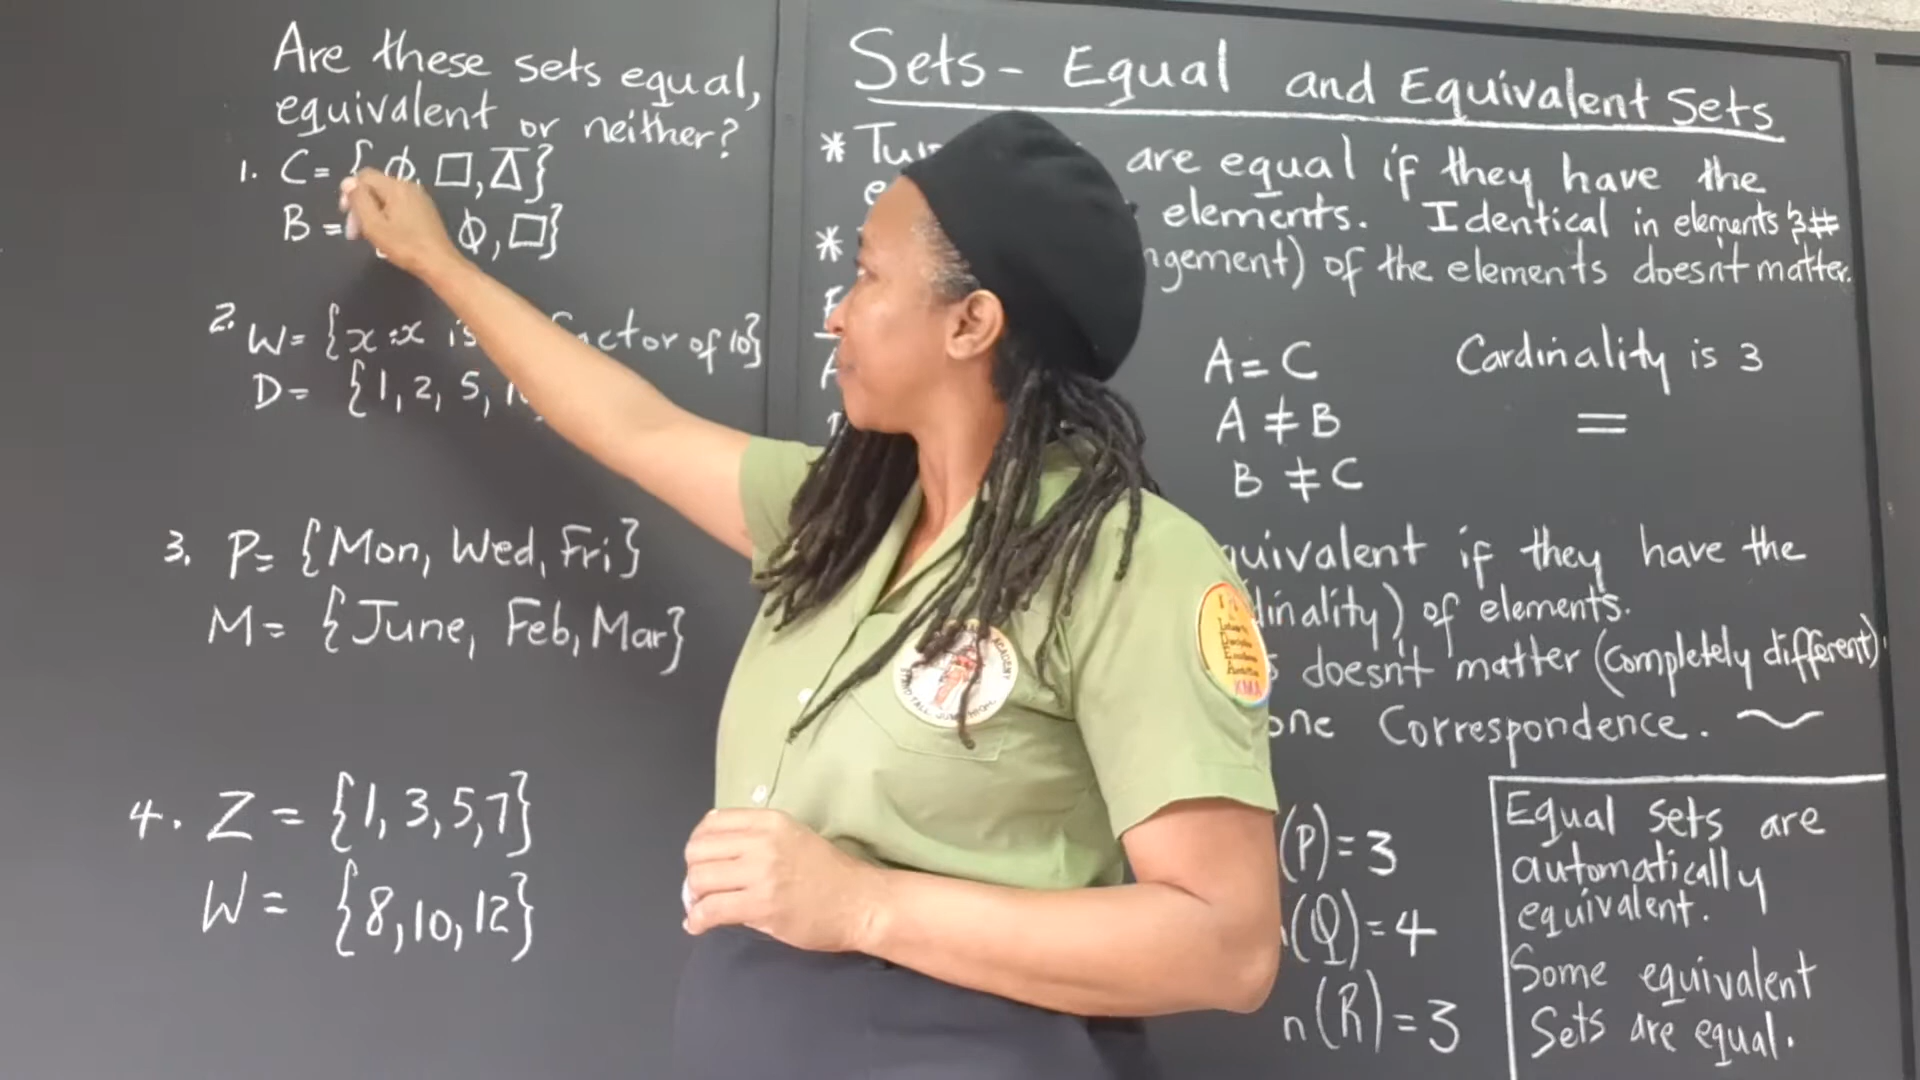 Are these sets equal,
equivalent or neither?
1. C = { ϕ, □, △}
B = ϕ, □}
2. W = {x : x is factor of 10}
D = {1, 2, 5,
3. P = {Mon, Wed, Fri}
M = {June, Feb, Mar}
4. Z = {1, 3, 5, 7}
W = {8, 10, 12}
Sets - Equal and Equivalent Sets
* are equal if they have the
elements. Identical in elements & #
* ngement) of the elements doesn't matter.
A = C Cardinality is 3
A ≠ B =
B ≠ C
quivalent if they have the
dinality) of elements.
doesn't matter (completely different).
one Correspondence. ~
(P) = 3
(Q) = 4
n(R) = 3
Equal sets are
automatically
equivalent.
Some equivalent
Sets are equal.
KMA